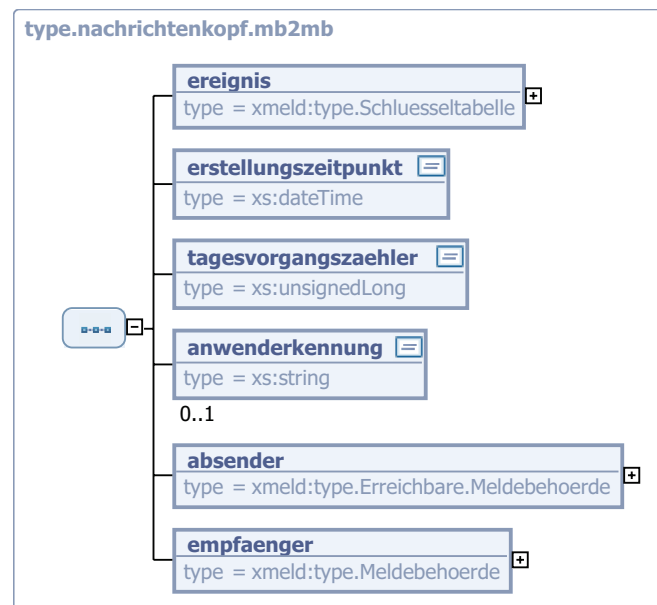 type.nachrichtenkopf.mb2mb
ereignis
type = xmeld:type.Schluesseltabelle
erstellungszeitpunkt
type = xs:dateTime
tagesvorgangszaehler
type = xs:unsignedLong
anwenderkennung
type = xs:string
0..1
absender
type = xmeld:type.Erreichbare.Meldebehoerde
empfaenger
type = xmeld:type.Meldebehoerde